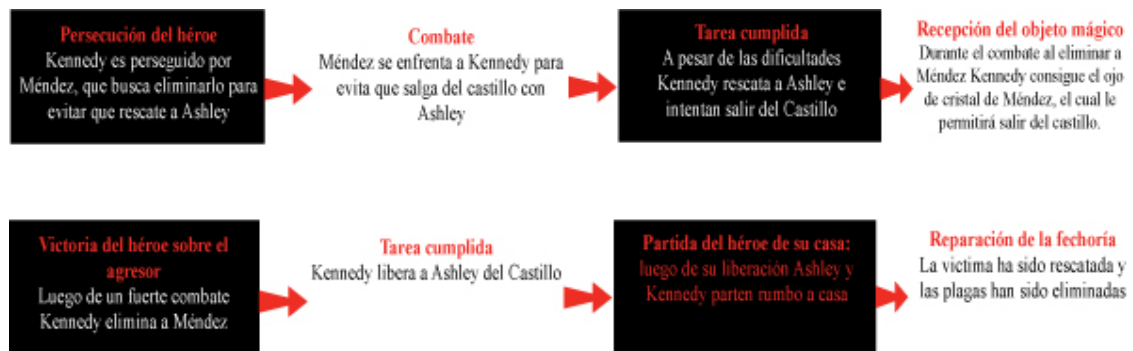 Persecución del héroe
Kennedy es perseguido por
Méndez, que busca eliminarlo para
evitar que rescate a Ashley
Combate
Méndez se enfrenta a Kennedy para
evita que salga del castillo con
Ashley
Tarea cumplida
A pesar de las dificultades
Kennedy rescata a Ashley e
intentan salir del Castillo
Recepción del objeto mágico
Durante el combate al eliminar a
Méndez Kennedy consigue el ojo
de cristal de Méndez, el cual le
permitirá salir del castillo.
Victoria del héroe sobre el
agresor
Luego de un fuerte combate
Kennedy elimina a Méndez
Tarea cumplida
Kennedy libera a Ashley del Castillo
Partida del héroe de su casa:
luego de su liberación Ashley y
Kennedy parten rumbo a casa
Reparación de la fechoría
La victima ha sido rescatada y
las plagas han sido eliminadas